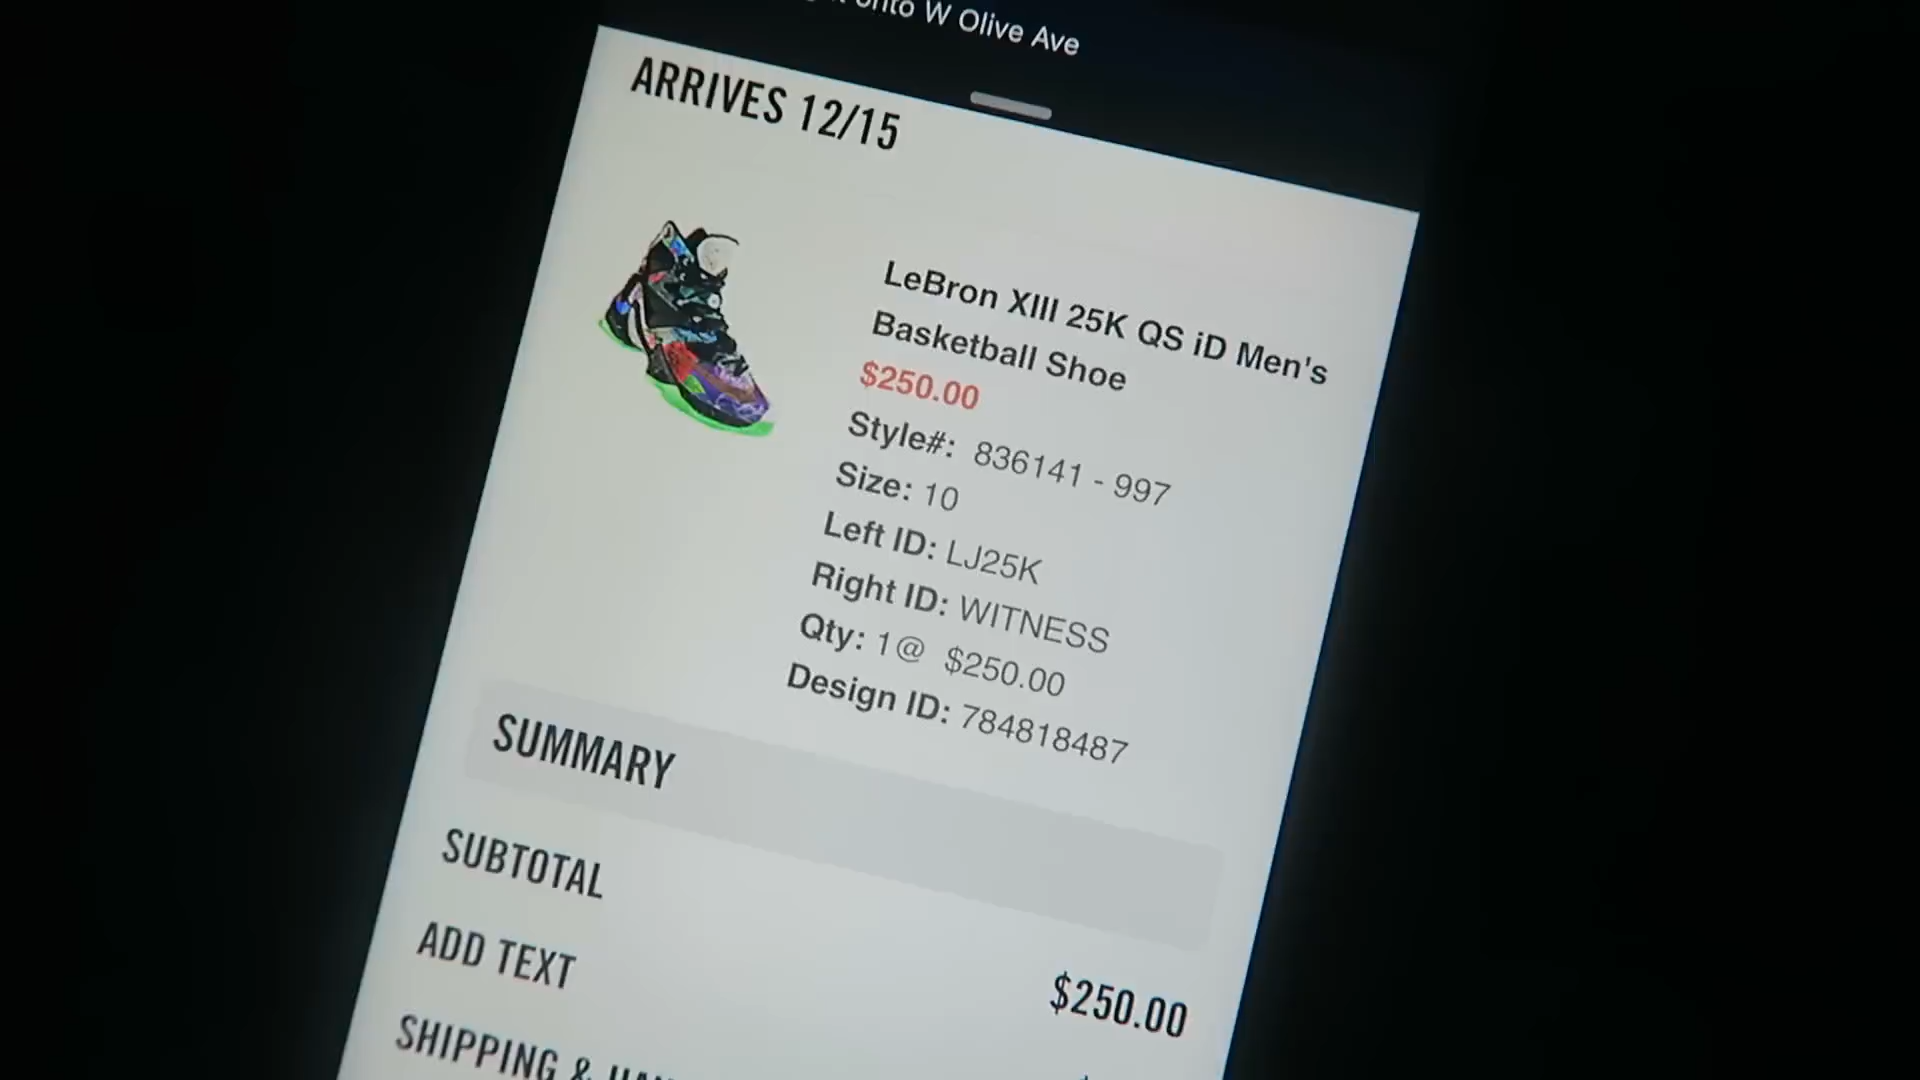 onto W Olive Ave
ARRIVES 12/15
LeBron XIII 25K QS iD Men's
Basketball Shoe
$250.00
Style#: 836141 - 997
Size: 10
Left ID: LJ25K
Right ID: WITNESS
Qty: 1@ $250.00
Design ID: 784818487
SUMMARY
SUBTOTAL
$250.00
ADD TEXT
SHIPPING &